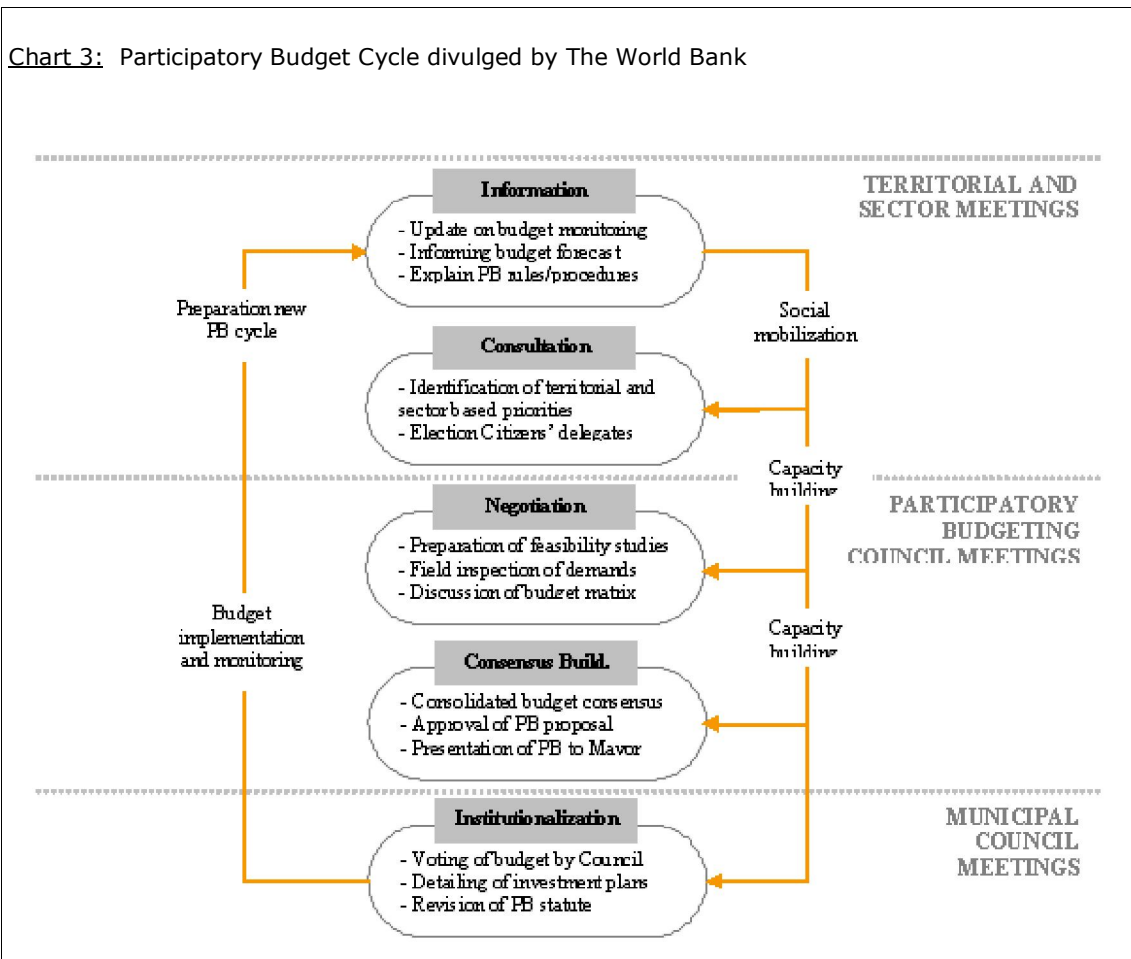 Chart 3: Participatory Budget Cycle divulged by The World Bank
TERRITORIAL AND
SECTOR MEETINGS
Information
- Update on budget monitoring
- Informing budget forecast
- Explain PB rules/procedures
Preparation new
PB cycle
Social
mobilization
Consultation
- Identification of territorial and
sector based priorities
- Election Citizens' delegates
Capacity
building
PARTICIPATORY
BUDGETING
COUNCIL MEETINGS
Negotiation
- Preparation of feasibility studies
- Field inspection of demands
- Discussion of budget matrix
Budget
implementation
and monitoring
Capacity
building
Consensus Build.
- Consolidated budget consensus
- Approval of PB proposal
- Presentation of PB to Mayor
MUNICIPAL
COUNCIL
MEETINGS
Institutionalization
- Voting of budget by Council
- Detailing of investment plans
- Revision of PB statute